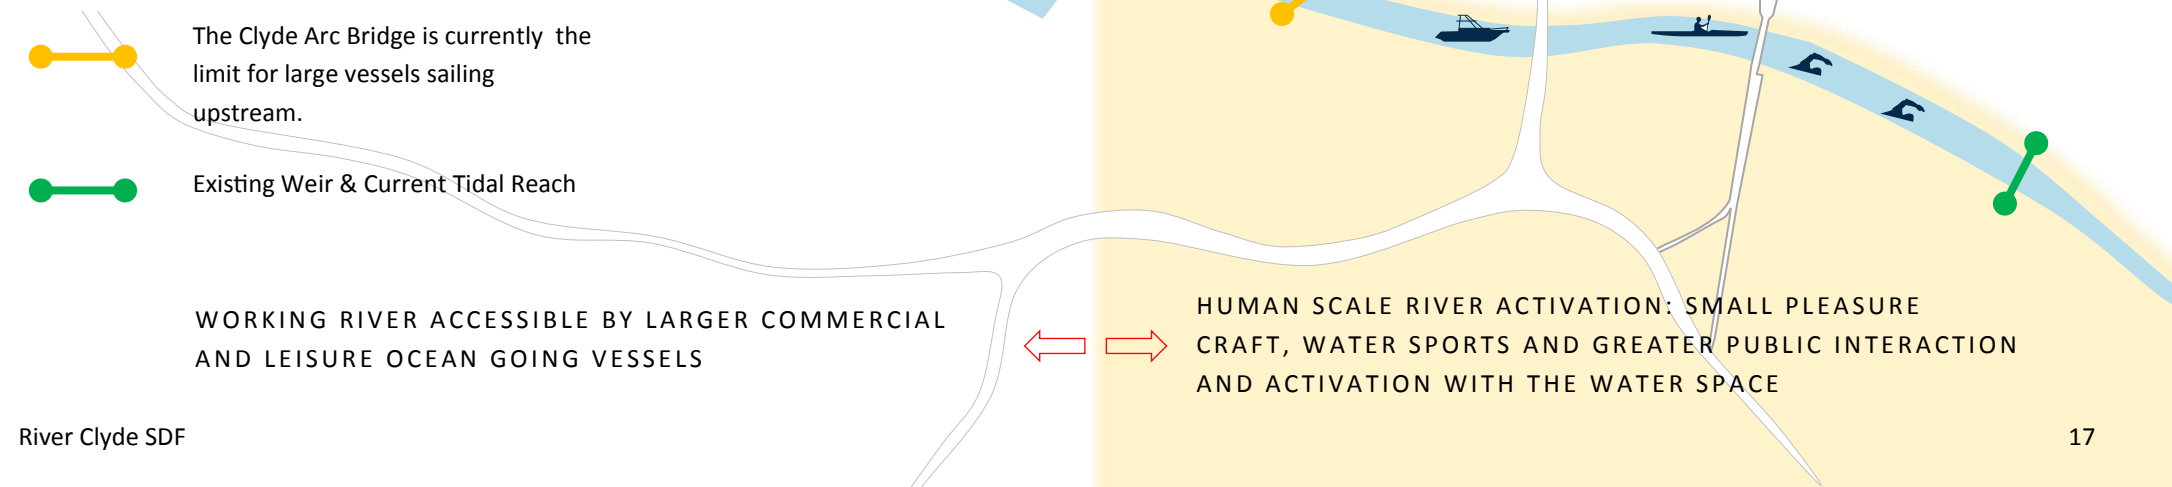 The Clyde Arc Bridge is currently the
limit for large vessels sailing
upstream.
Existing Weir & Current Tidal Reach
WORKING RIVER ACCESSIBLE BY LARGER COMMERCIAL
AND LEISURE OCEAN GOING VESSELS
HUMAN SCALE RIVER ACTIVATION: SMALL PLEASURE
CRAFT, WATER SPORTS AND GREATER PUBLIC INTERACTION
AND ACTIVATION WITH THE WATER SPACE
River Clyde SDF
17